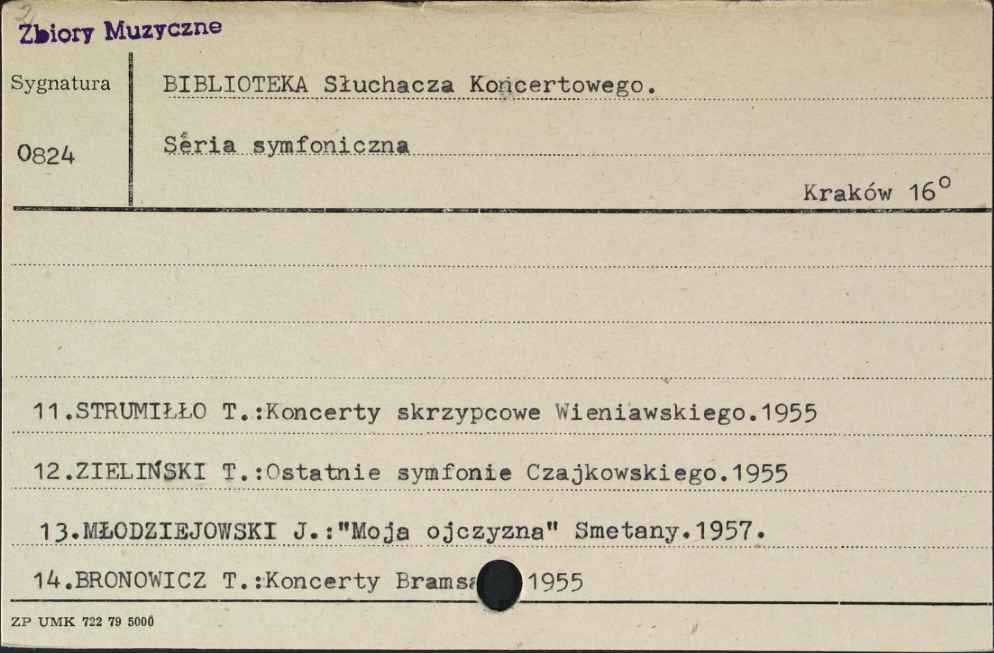 Zbiory Muzyczne
Sygnatura
0824
BIBLIOTEKA Słuchacza Koncertowego.
Seria symfoniczna
Kraków 16°
11.STRUMIŁŁO T.:Koncerty skrzypcowe Wieniawskiego.1955
12.ZIELIŃSKI T.:Ostatnie symfonie Czajkowskiego.1955
13.MŁODZIEJOWSKI J.:"Moja ojczyzna" Smetany.1957.
14.BRONOWICZ T.:Koncerty 1955
ZP UMK 722 79 5000